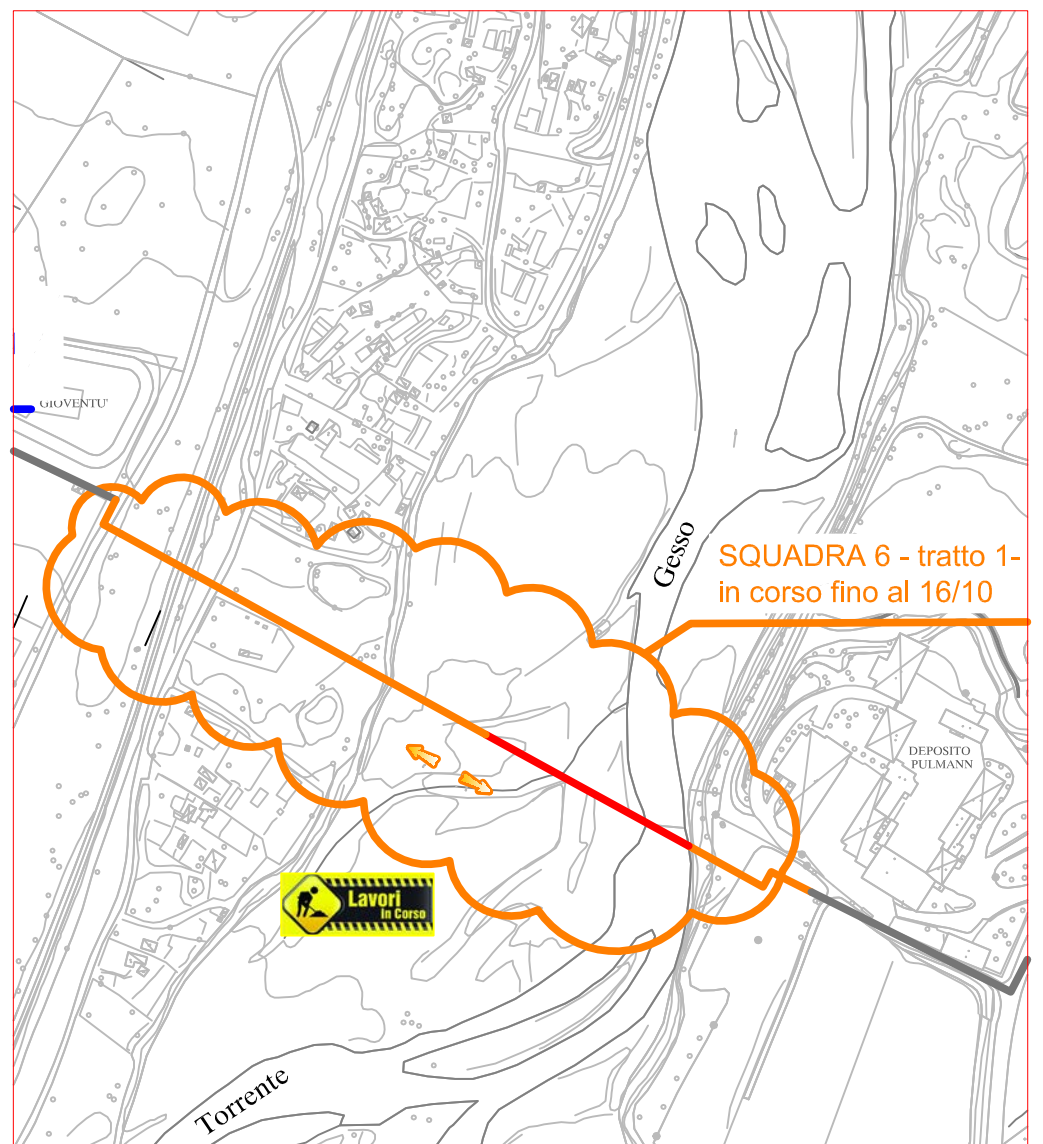 GIOVENTU'
Gesso
SQUADRA 6 - tratto 1-
in corso fino al 16/10
DEPOSITO
PULMANN
Lavori
In Corso
Torrente